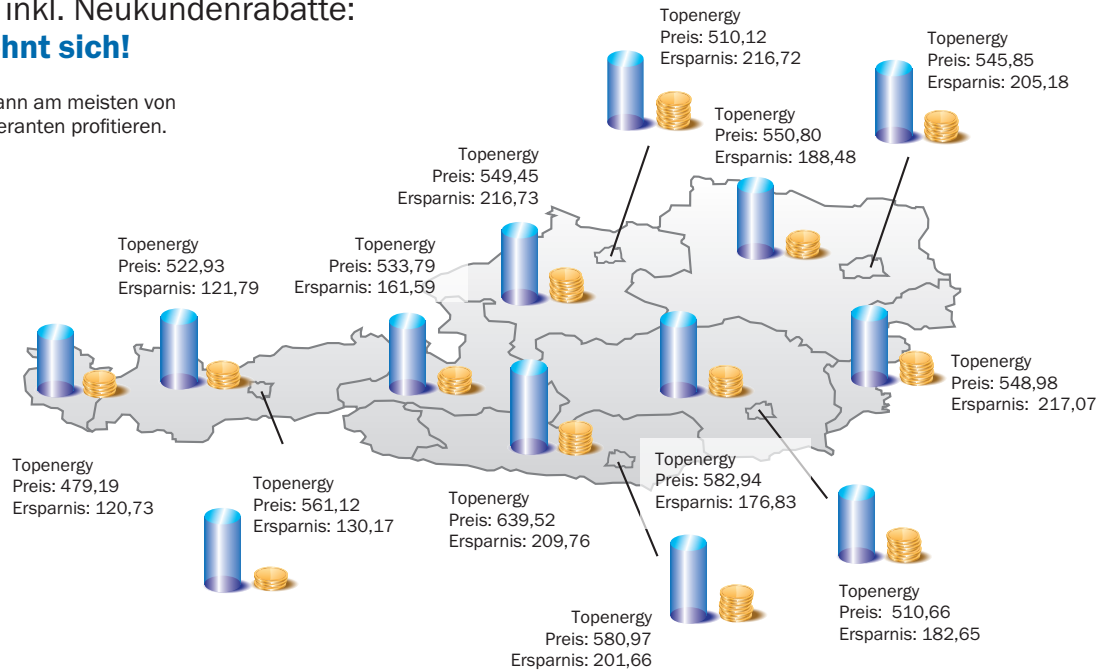 inkl. Neukundenrabatte:
hnt sich!
ann am meisten von
eranten profitieren.
Topenergy
Preis: 510,12
Ersparnis: 216,72
Topenergy
Preis: 545,85
Ersparnis: 205,18
Topenergy
Preis: 550,80
Ersparnis: 188,48
Topenergy
Preis: 549,45
Ersparnis: 216,73
Topenergy
Preis: 522,93
Ersparnis: 121,79
Topenergy
Preis: 533,79
Ersparnis: 161,59
Topenergy
Preis: 548,98
Ersparnis: 217,07
Topenergy
Preis: 479,19
Ersparnis: 120,73
Topenergy
Preis: 561,12
Ersparnis: 130,17
Topenergy
Preis: 639,52
Ersparnis: 209,76
Topenergy
Preis: 582,94
Ersparnis: 176,83
Topenergy
Preis: 580,97
Ersparnis: 201,66
Topenergy
Preis: 510,66
Ersparnis: 182,65